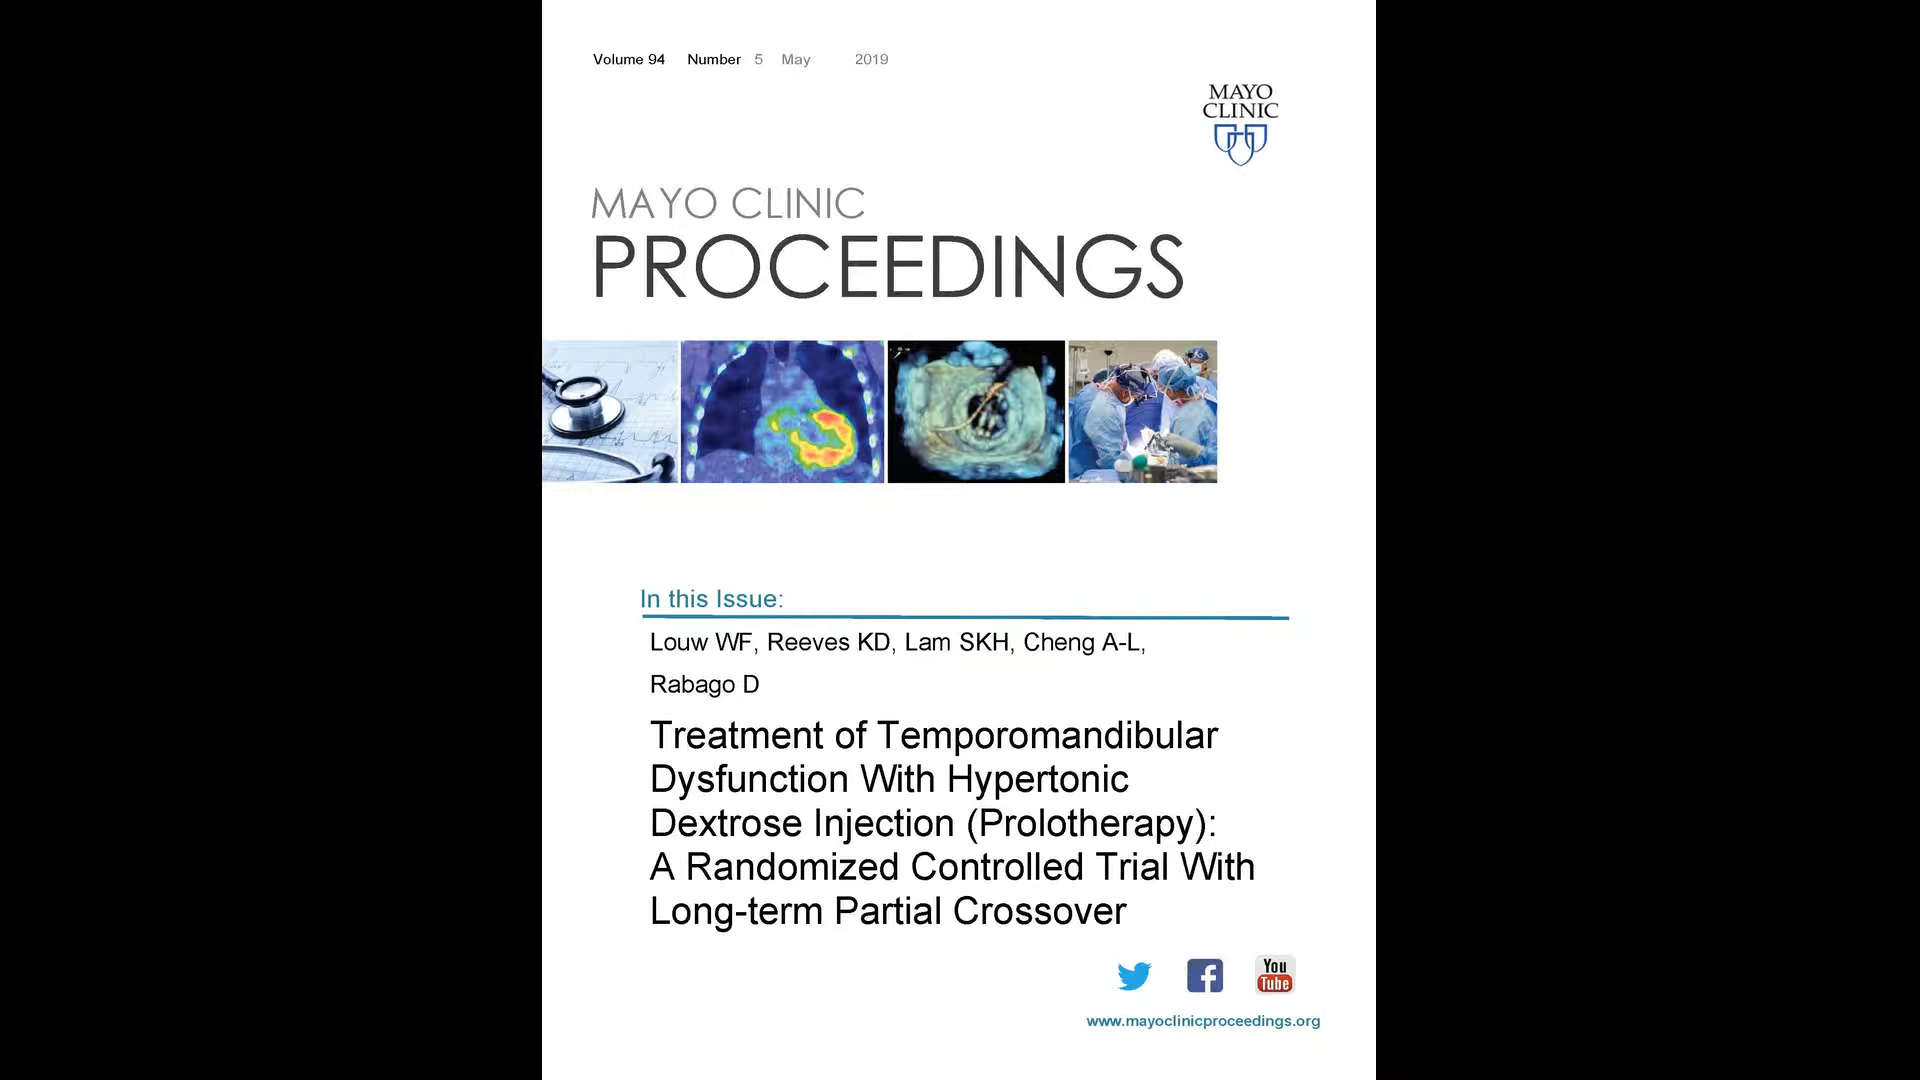 Volume 94 Number 5 May 2019
MAYO
CLINIC
MAYO CLINIC
PROCEEDINGS
In this Issue:
Louw WF, Reeves KD, Lam SKH, Cheng A-L,
Rabago D
Treatment of Temporomandibular
Dysfunction With Hypertonic
Dextrose Injection (Prolotherapy):
A Randomized Controlled Trial With
Long-term Partial Crossover
You
Tube
www.mayoclinicproceedings.org